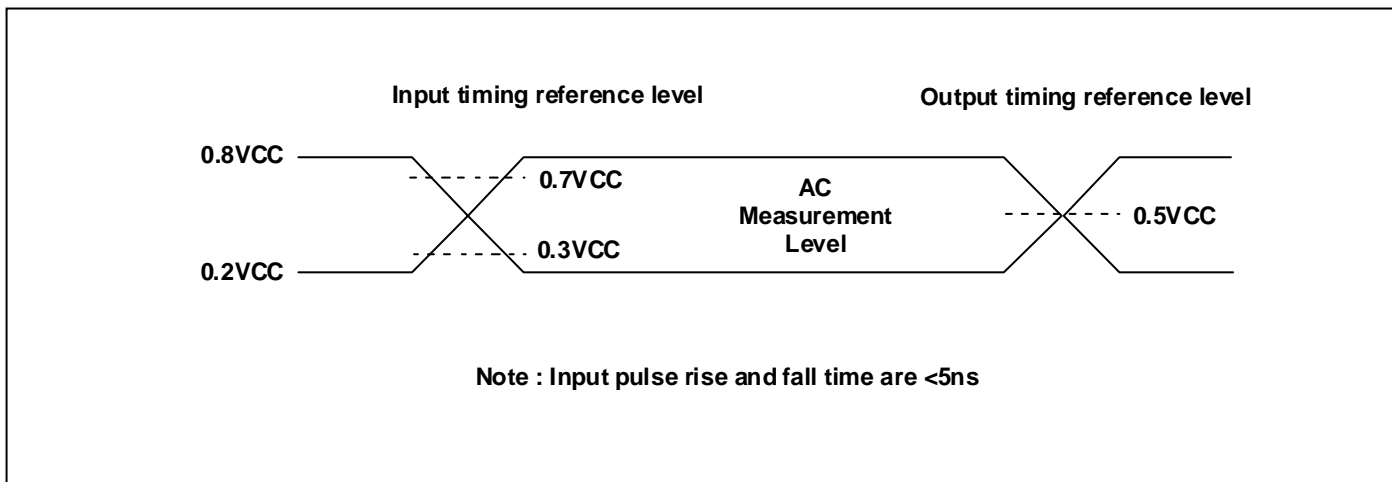 Input timing reference level
Output timing reference level
0.8VCC
0.7VCC
AC
Measurement
Level
0.5VCC
0.3VCC
0.2VCC
Note : Input pulse rise and fall time are <5ns